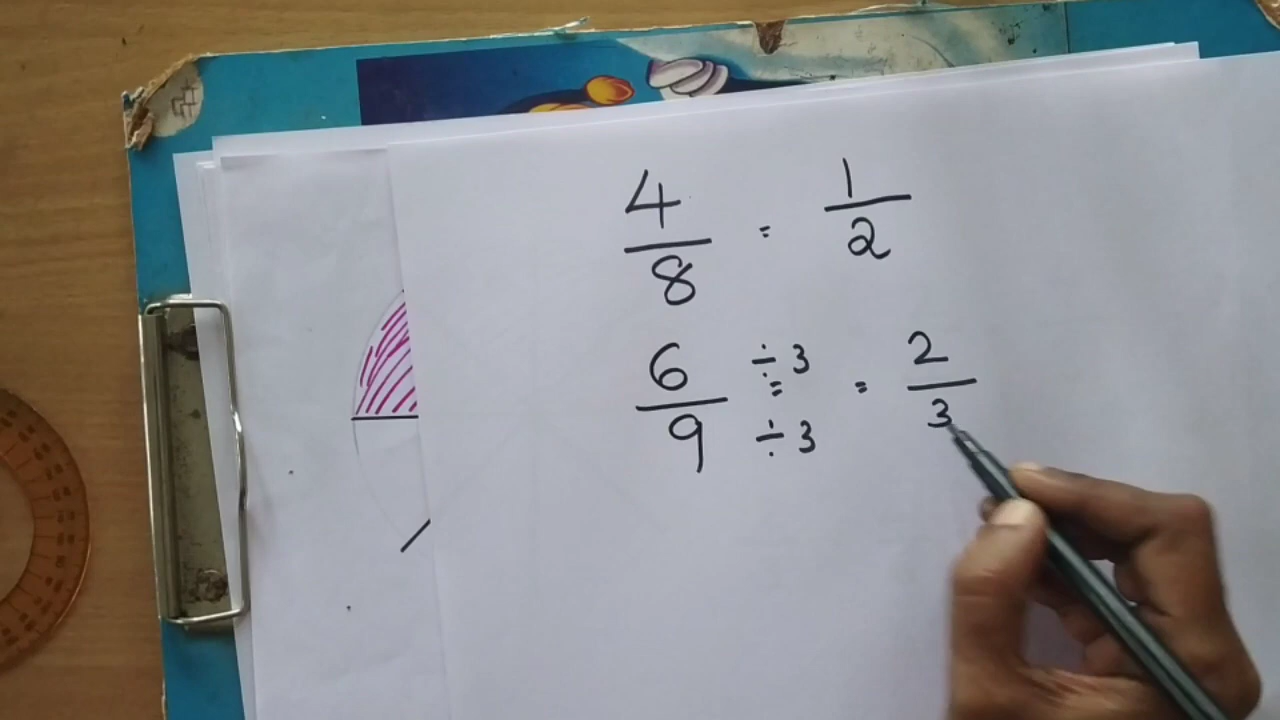 4/8 = 1/2
6/9 ÷3/÷3 = = 2/3